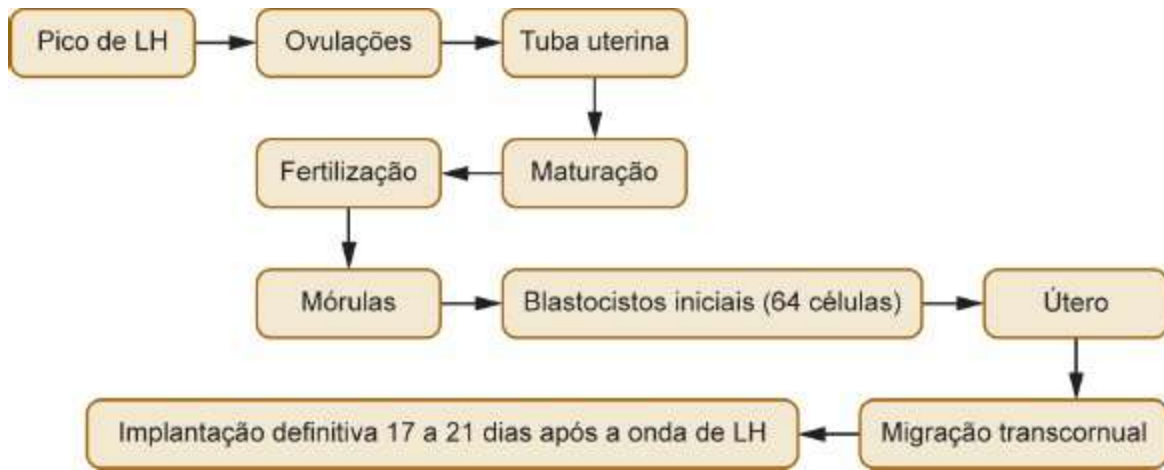 Pico de LH
Ovulações
Tuba uterina
Maturação
Fertilização
Mórulas
Blastocistos iniciais (64 células)
Útero
Migração transcornual
Implantação definitiva 17 a 21 dias após a onda de LH